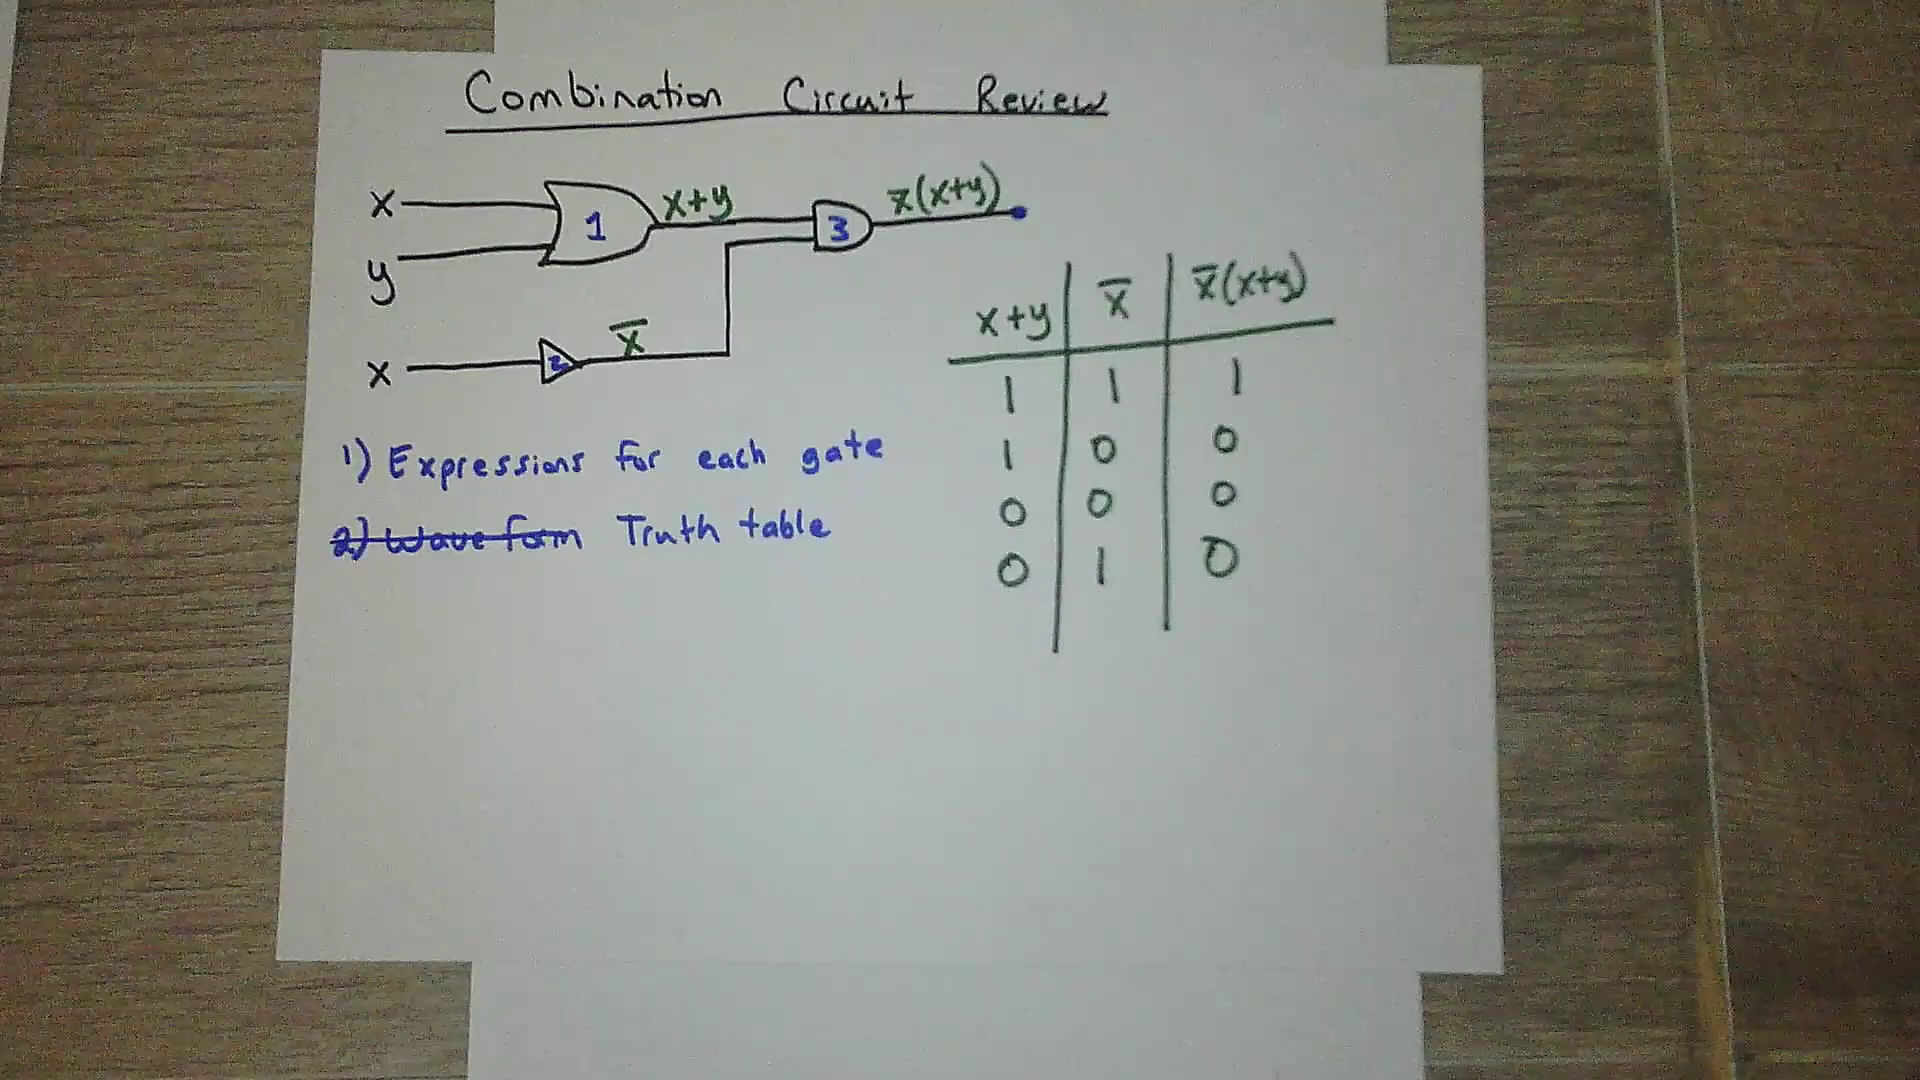 Combination Circuit Review
x
1
x+y
3
x̅(x+y)
y
x
2
x̅
1) Expressions for each gate
2) Wave form Truth table
x+y x̅ x̅(x+y)
1 1 1
1 0 0
0 0 0
0 1 0